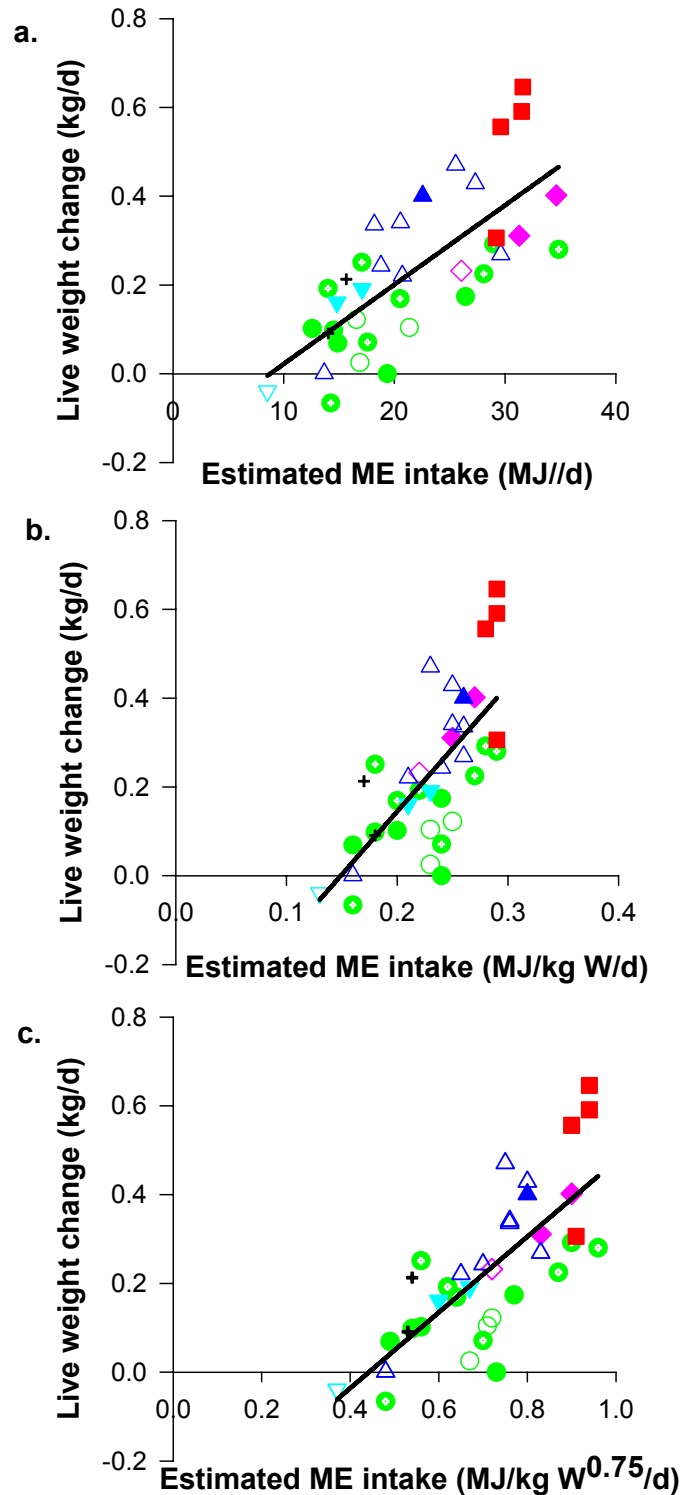 a.
Live weight change (kg/d)
0.8
0.6
0.4
0.2
0.0
-0.2
0 10 20 30 40
Estimated ME intake (MJ//d)
b.
Live weight change (kg/d)
0.8
0.6
0.4
0.2
0.0
-0.2
0.0 0.1 0.2 0.3 0.4
Estimated ME intake (MJ/kg W/d)
c.
Live weight change (kg/d)
0.8
0.6
0.4
0.2
0.0
-0.2
0.0 0.2 0.4 0.6 0.8 1.0
Estimated ME intake (MJ/kg W0.75/d)